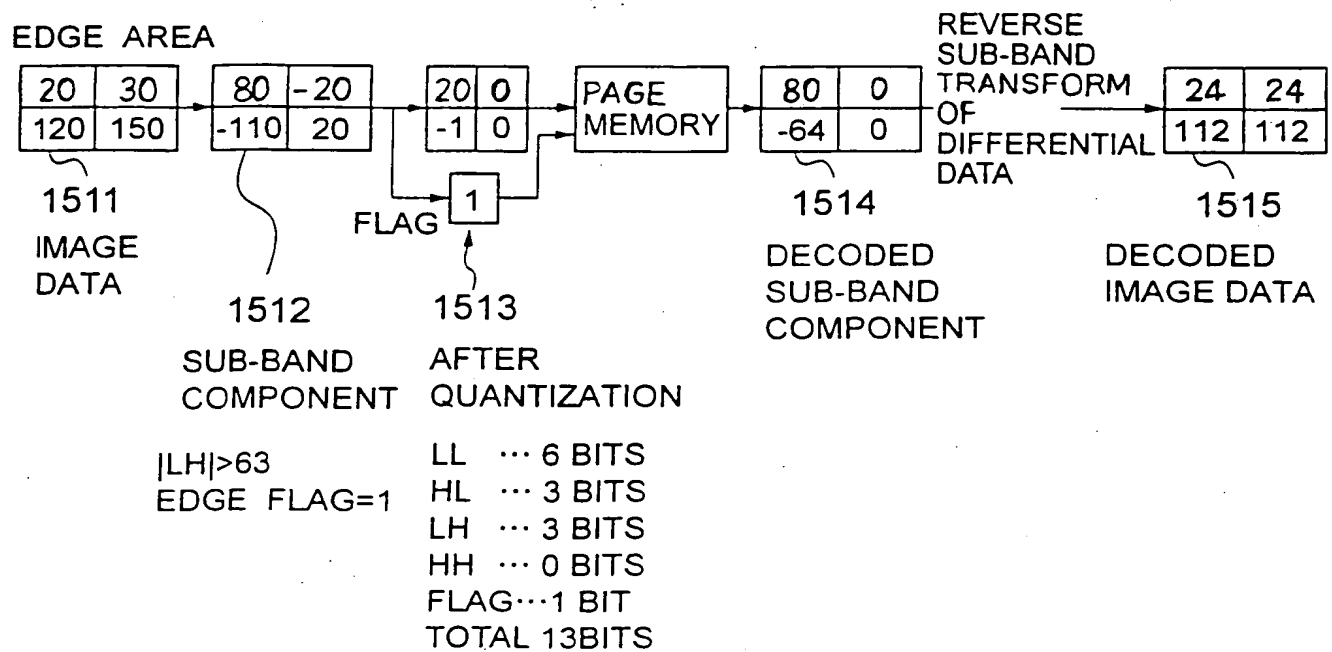 EDGE AREA
20 30
120 150
1511
IMAGE
DATA
80 -20
-110 20
1512
SUB-BAND
COMPONENT
|LH|>63
EDGE FLAG=1
20 0
-1 0
FLAG 1
1513
AFTER
QUANTIZATION
LL ··· 6 BITS
HL ··· 3 BITS
LH ··· 3 BITS
HH ··· 0 BITS
FLAG···1 BIT
TOTAL 13BITS
PAGE
MEMORY
80 0
-64 0
1514
DECODED
SUB-BAND
COMPONENT
REVERSE
SUB-BAND
TRANSFORM
OF
DIFFERENTIAL
DATA
24 24
112 112
1515
DECODED
IMAGE DATA